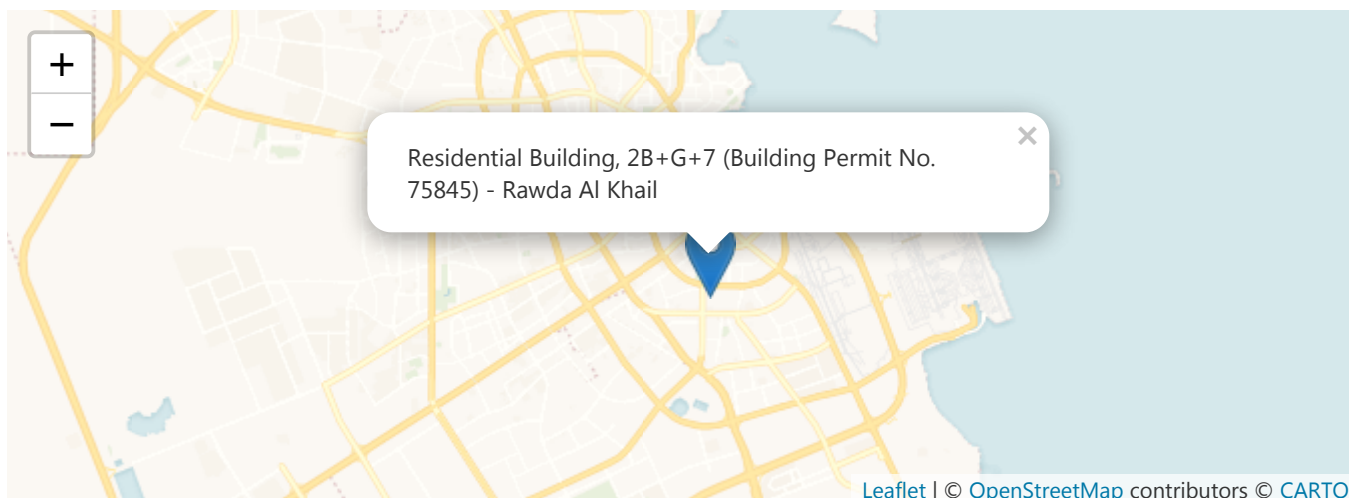 +
−
×
Residential Building, 2B+G+7 (Building Permit No.
75845) - Rawda Al Khail
Leaflet | © OpenStreetMap contributors © CARTO